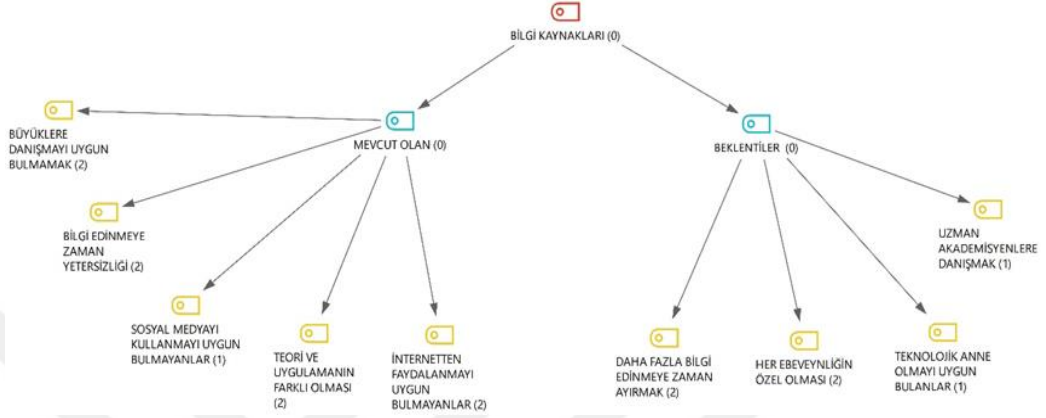 BİLGİ KAYNAKLARI (0)
MEVCUT OLAN (0)
BEKLENTİLER (0)
BÜYÜKLERE
DANIŞMAYI UYGUN
BULMAMAK (2)
BİLGİ EDİNMEYE
ZAMAN
YETERSİZLİĞİ (2)
SOSYAL MEDYAYI
KULLANMAYI UYGUN
BULMAYANLAR (1)
TEORİ VE
UYGULAMANIN
FARKLI OLMASI
(2)
İNTERNETTEN
FAYDALANMAYI
UYGUN
BULMAYANLAR (2)
DAHA FAZLA BİLGİ
EDİNMEYE ZAMAN
AYIRMAK (2)
HER EBEVEYNLİĞİN
ÖZEL OLMASI (2)
TEKNOLOJİK ANNE
OLMAYI UYGUN
BULANLAR (1)
UZMAN
AKADEMİSYENLERE
DANIŞMAK (1)